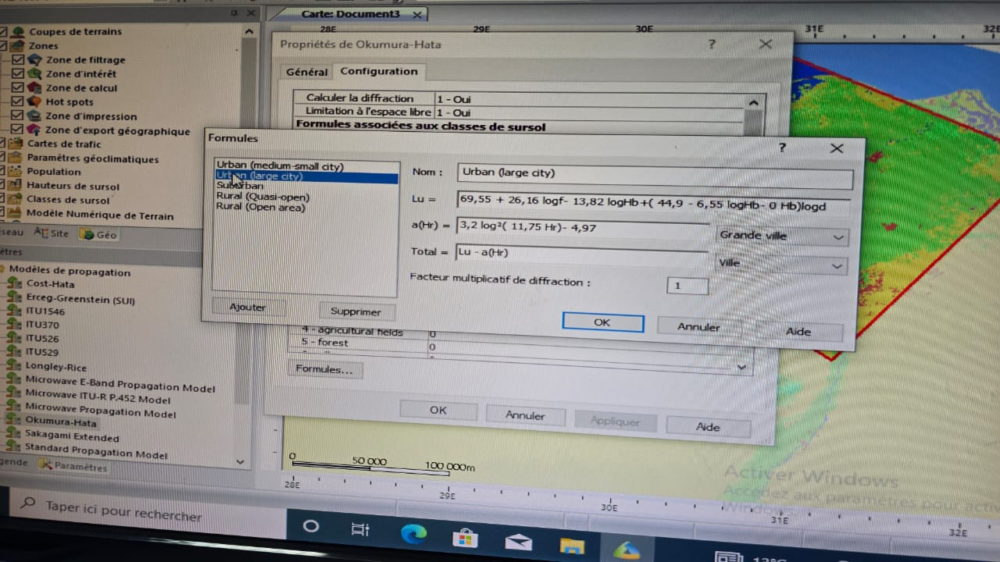 Carte: Document3
28E 29E 30E 31E 32E
Coupes de terrains
Zones
Zone de filtrage
Zone d'intérêt
Zone de calcul
Hot spots
Zone d'impression
Zone d'export géographique
Cartes de trafic
Paramètres géoclimatiques
Population
Hauteurs de sursol
Classes de sursol
Modèle Numérique de Terrain
Site
Géo
Modèles de propagation
Cost-Hata
Erceg-Greenstein (SUI)
ITU1546
ITU370
ITU526
ITU529
Longley-Rice
Microwave E-Band Propagation Model
Microwave ITU-R P.452 Model
Microwave Propagation Model
Okumura-Hata
Sakagami Extended
Standard Propagation Model
Paramètres
Propriétés de Okumura-Hata ?
Général Configuration
Calculer la diffraction 1 - Oui
Limitation à l'espace libre 1 - Oui
Formules associées aux classes de sursol
Formules ?
Urban (medium-small city)
Urban (large city)
Suburban
Rural (Quasi-open)
Rural (Open area)
Ajouter Supprimer
Nom : Urban (large city)
Lu = 69,55 + 26,16 logf- 13,82 logHb+( 44,9 - 6,55 logHb- 0 Hb)logd
a(Hr) = 3,2 log²( 11,75 Hr)- 4,97 Grande ville
Total = Lu - a(Hr) Ville
Facteur multiplicatif de diffraction : 1
OK Annuler Aide
4 - agricultural fields 0
5 - forest 0
Formules...
OK Annuler Appliquer Aide
0 50 000 100 000m
28E 29E 30E 31E 32E
Activer Windows
Accédez aux paramètres pour activ
Windows.
Taper ici pour rechercher